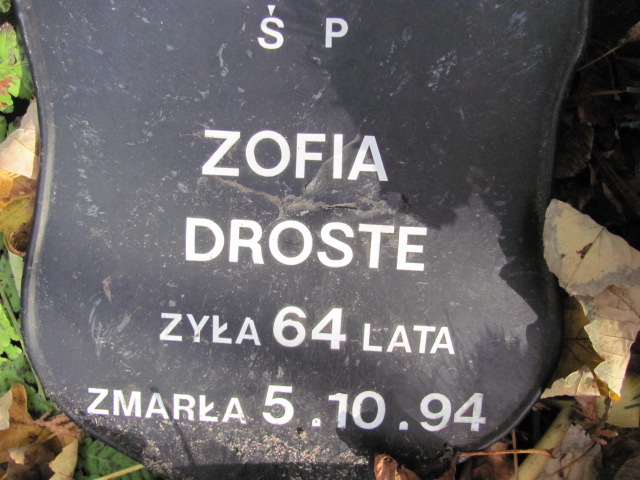 Ś P
ZOFIA
DROSTE
ZYŁA 64 LATA
ZMARŁA 5.10.94